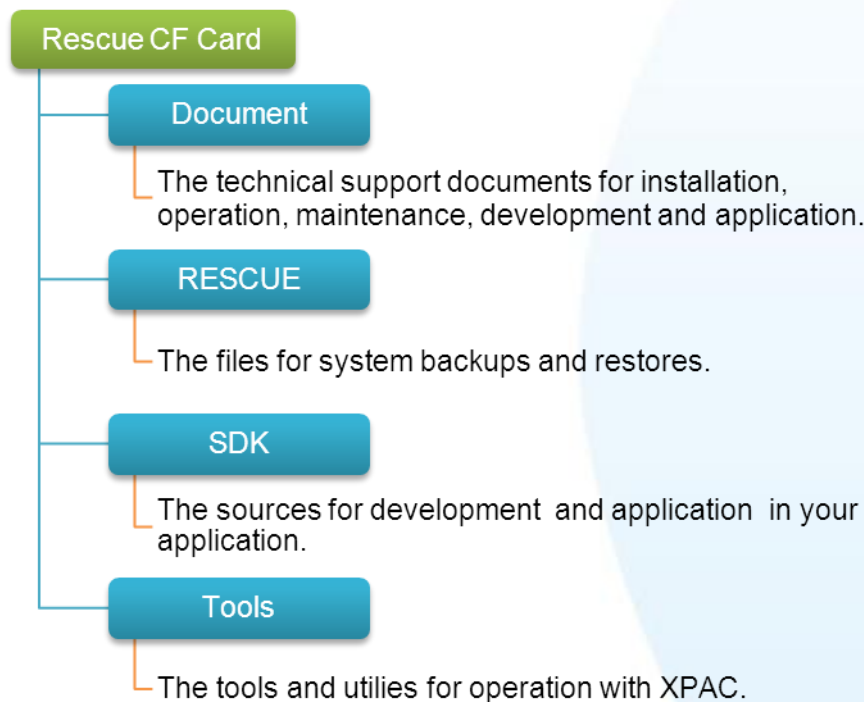 Rescue CF Card
Document
The technical support documents for installation,
operation, maintenance, development and application.
RESCUE
The files for system backups and restores.
SDK
The sources for development and application in your
application.
Tools
The tools and utilies for operation with XPAC.